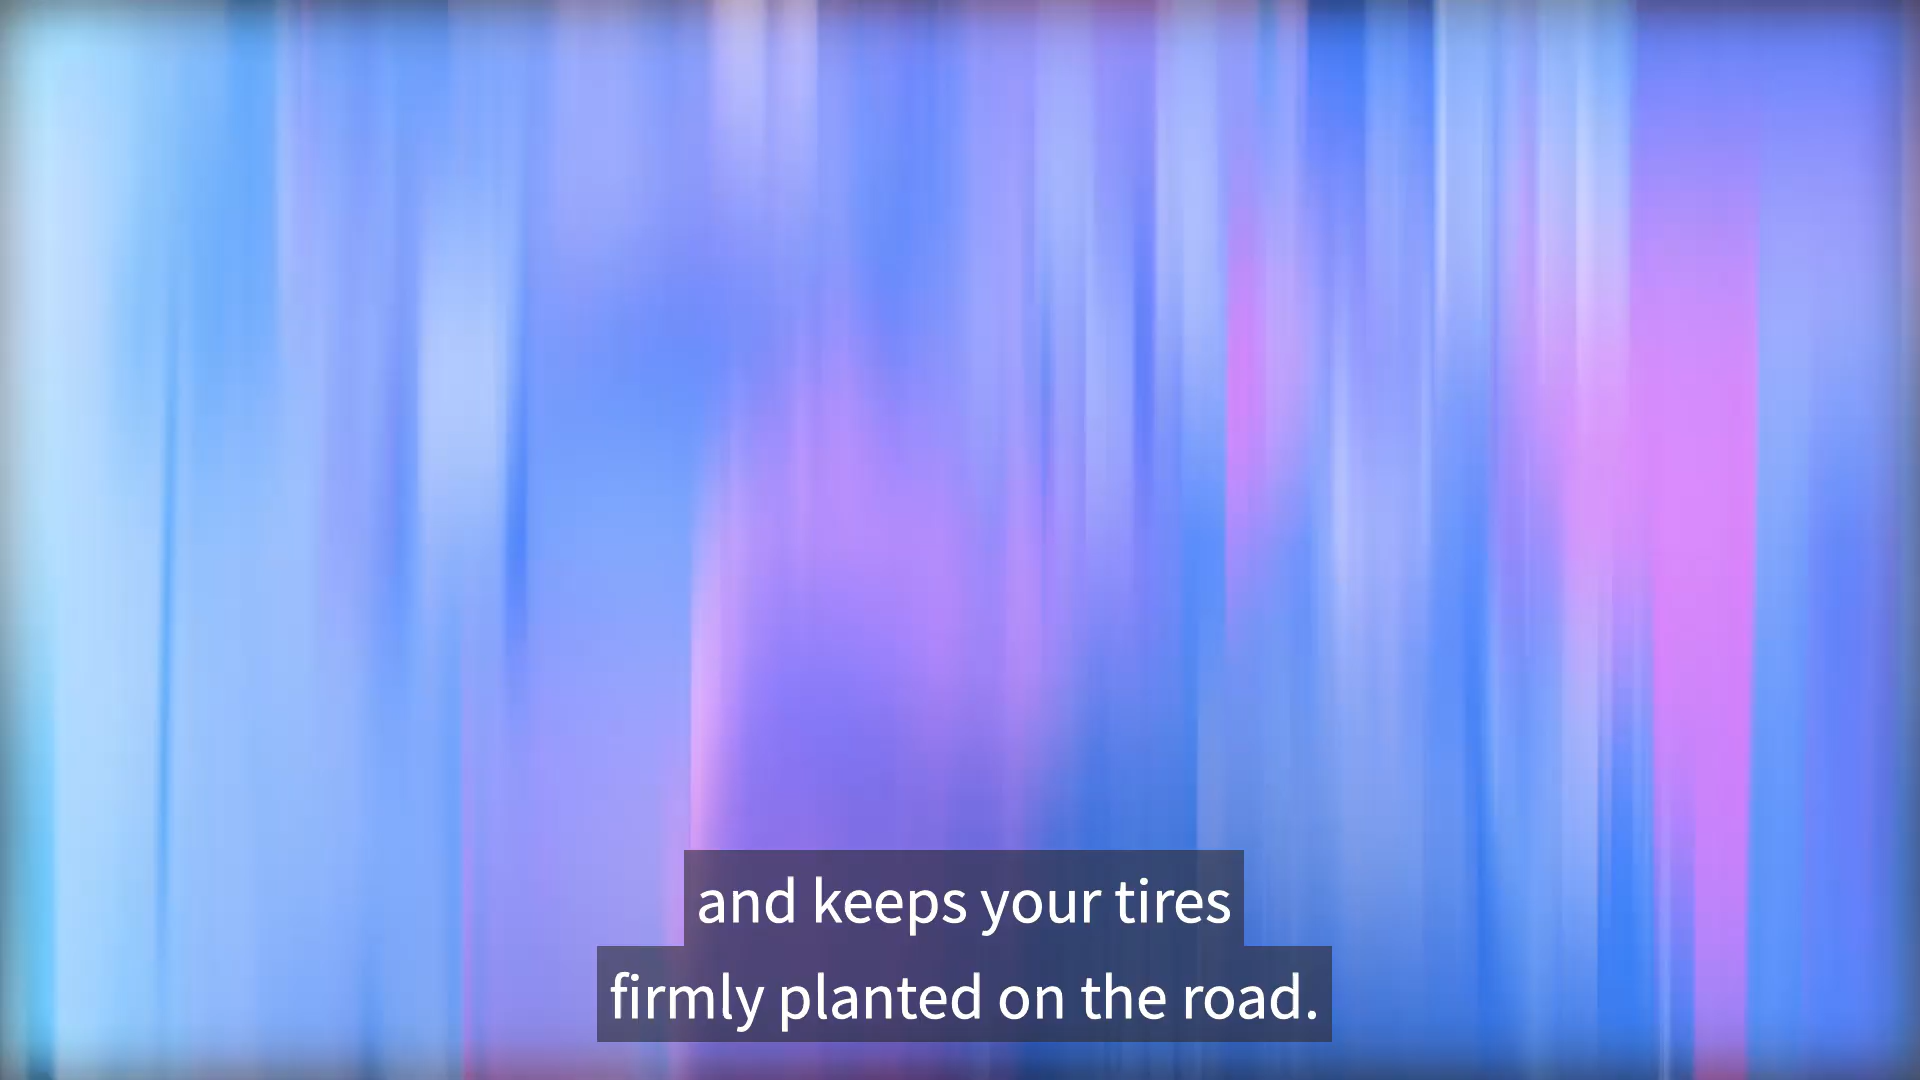 and keeps your tires
firmly planted on the road.